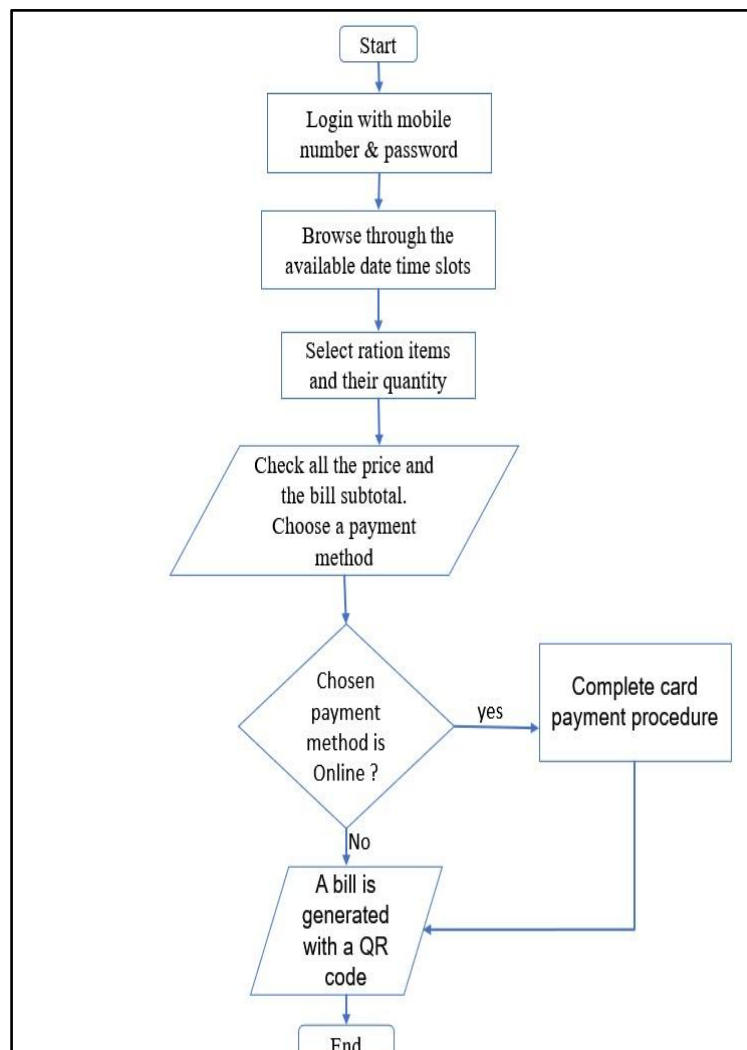 Start
Login with mobile
number & password
Browse through the
available date time slots
Select ration items
and their quantity
Check all the price and
the bill subtotal.
Choose a payment
method
Chosen
payment
method is
Online ?
yes
Complete card
payment procedure
No
A bill is
generated
with a QR
code
End